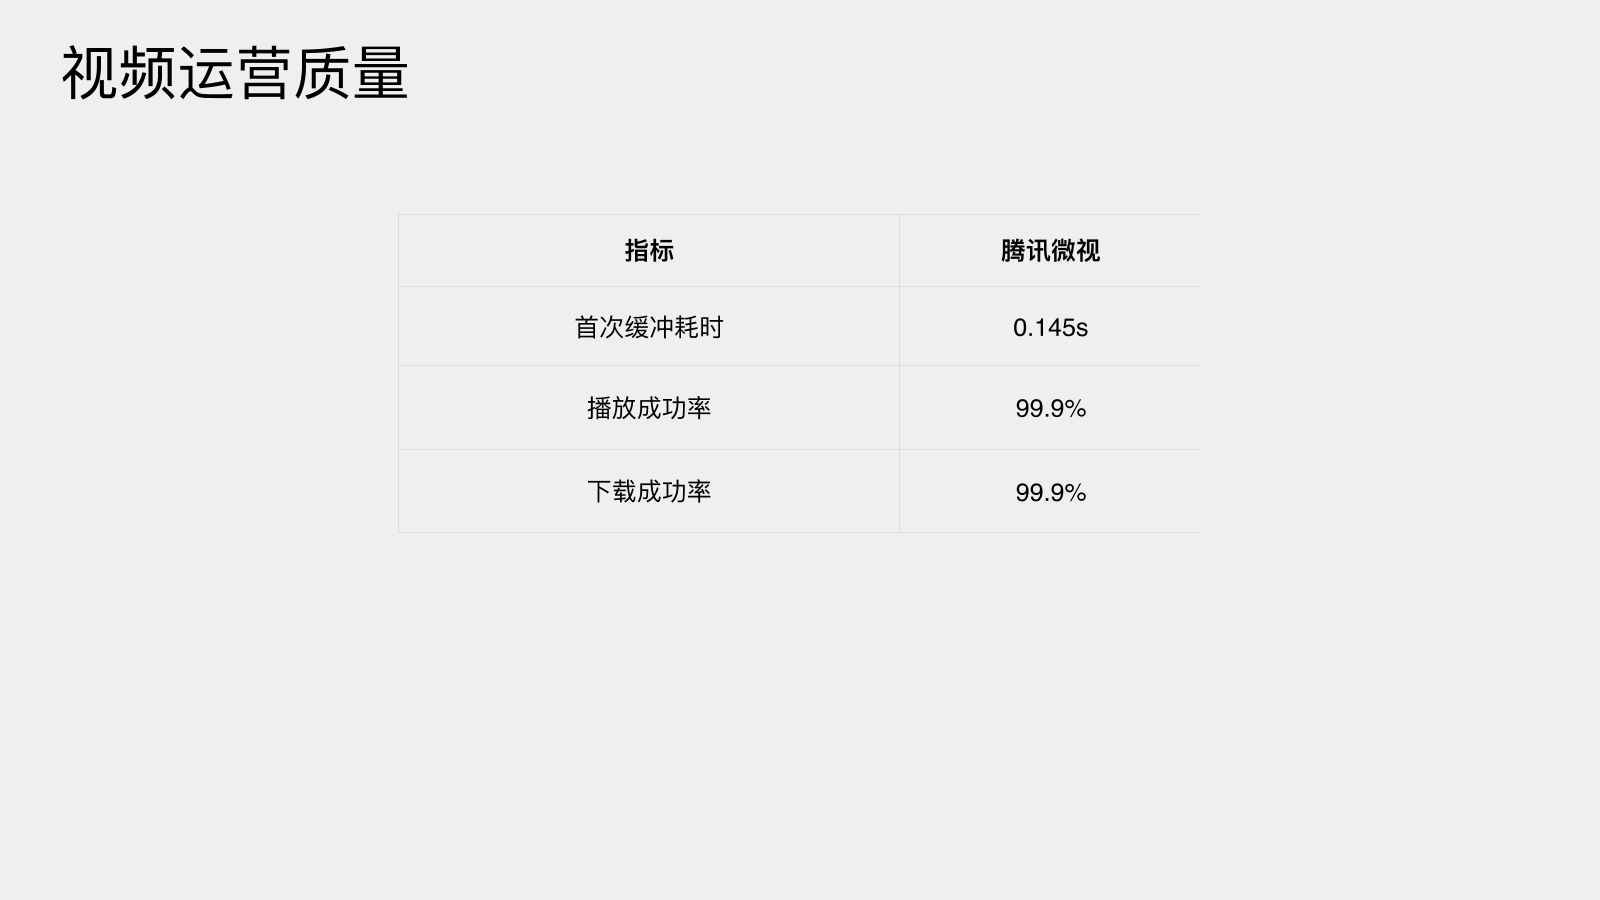 视频运营质量
指标 腾讯微视
首次缓冲耗时 0.145s
播放成功率 99.9%
下载成功率 99.9%